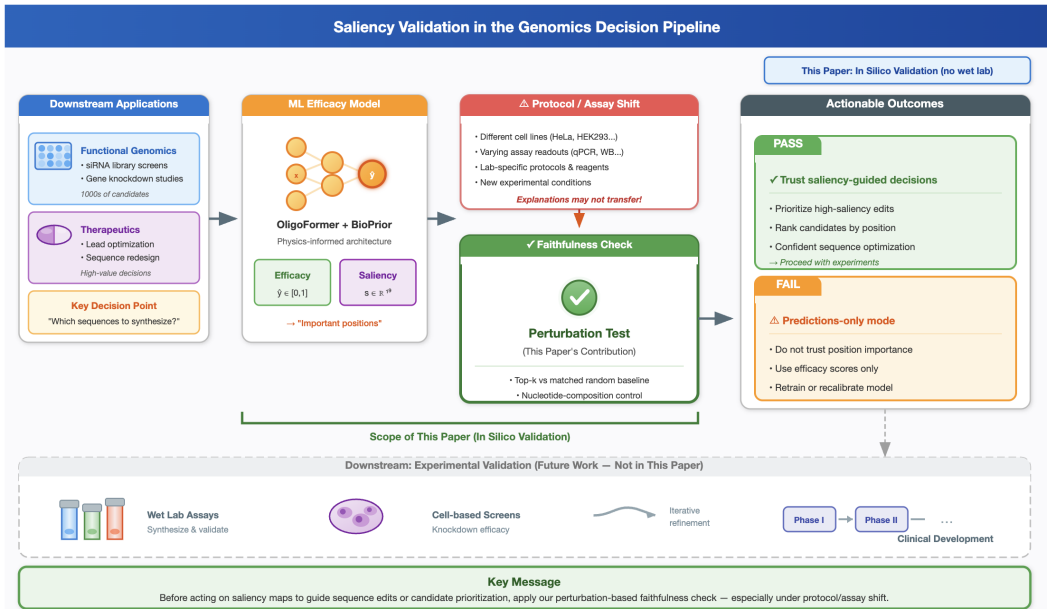 Saliency Validation in the Genomics Decision Pipeline
This Paper: In Silico Validation (no wet lab)
Downstream Applications
Functional Genomics
• siRNA library screens
• Gene knockdown studies
1000s of candidates
Therapeutics
• Lead optimization
• Sequence redesign
High-value decisions
Key Decision Point
"Which sequences to synthesize?"
ML Efficacy Model
OligoFormer + BioPrior
Physics-informed architecture
Efficacy
ŷ ∈ [0,1]
Saliency
s ∈ ℝ¹⁹
→ "Important positions"
⚠ Protocol / Assay Shift
• Different cell lines (HeLa, HEK293...)
• Varying assay readouts (qPCR, WB...)
• Lab-specific protocols & reagents
• New experimental conditions
Explanations may not transfer!
✓ Faithfulness Check
Perturbation Test
(This Paper's Contribution)
• Top-k vs matched random baseline
• Nucleotide-composition control
Actionable Outcomes
PASS
✓ Trust saliency-guided decisions
• Prioritize high-saliency edits
• Rank candidates by position
• Confident sequence optimization
→ Proceed with experiments
FAIL
⚠ Predictions-only mode
• Do not trust position importance
• Use efficacy scores only
• Retrain or recalibrate model
Scope of This Paper (In Silico Validation)
Downstream: Experimental Validation (Future Work — Not in This Paper)
Wet Lab Assays
Synthesize & validate
Cell-based Screens
Knockdown efficacy
Iterative
refinement
Phase I
Phase II
...
Clinical Development
Key Message
Before acting on saliency maps to guide sequence edits or candidate prioritization, apply our perturbation-based faithfulness check — especially under protocol/assay shift.